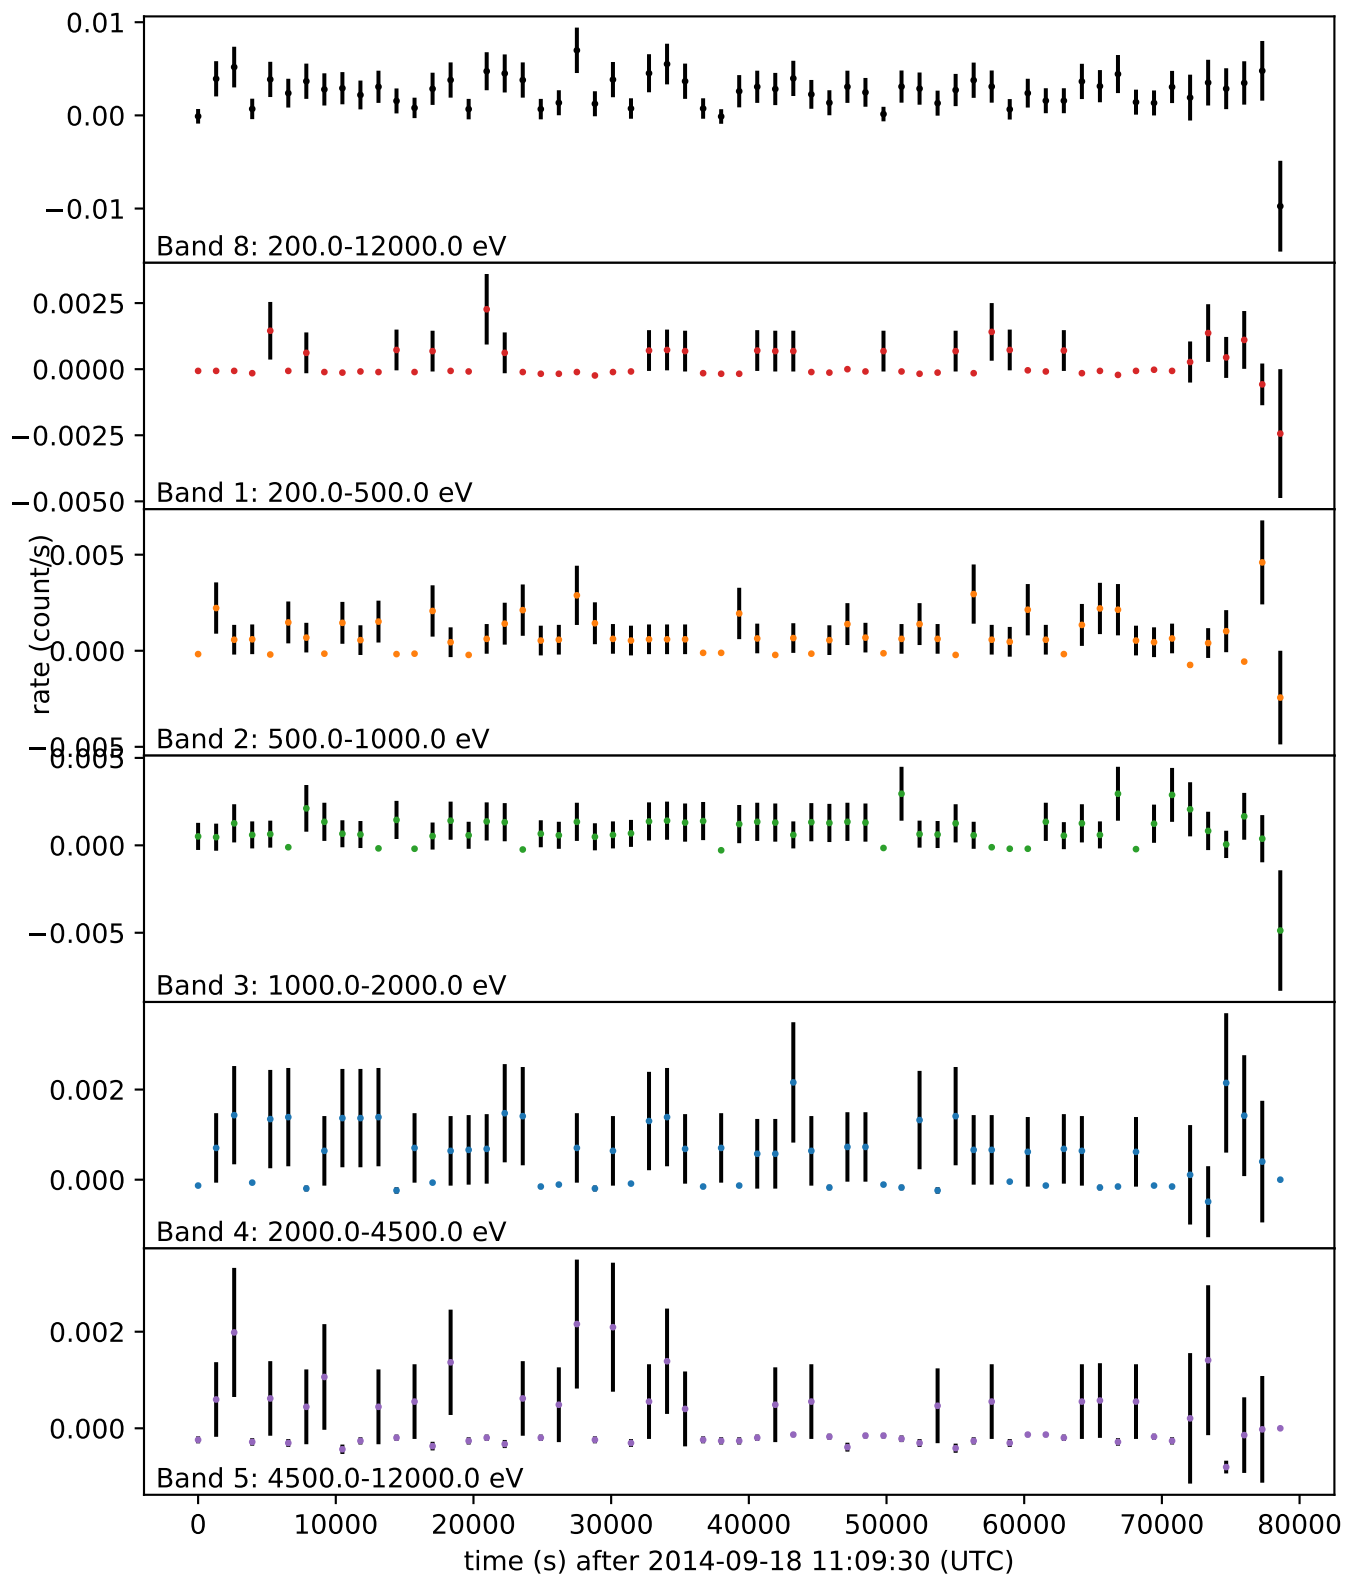 0.01
0.00
−0.01
Band 8: 200.0-12000.0 eV
0.0025
0.0000
−0.0025
−0.0050
Band 1: 200.0-500.0 eV
rate (count/s)
0.005
0.000
−0.005
Band 2: 500.0-1000.0 eV
0.005
0.000
−0.005
Band 3: 1000.0-2000.0 eV
0.002
0.000
Band 4: 2000.0-4500.0 eV
0.002
0.000
Band 5: 4500.0-12000.0 eV
0 10000 20000 30000 40000 50000 60000 70000 80000
time (s) after 2014-09-18 11:09:30 (UTC)